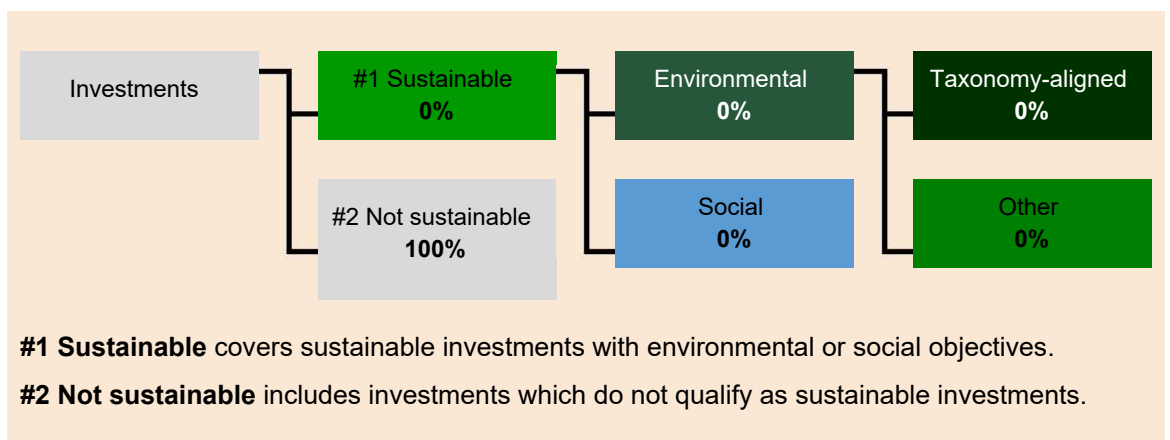 Investments
#1 Sustainable
0%
Environmental
0%
Taxonomy-aligned
0%
#2 Not sustainable
100%
Social
0%
Other
0%
#1 Sustainable covers sustainable investments with environmental or social objectives.
#2 Not sustainable includes investments which do not qualify as sustainable investments.